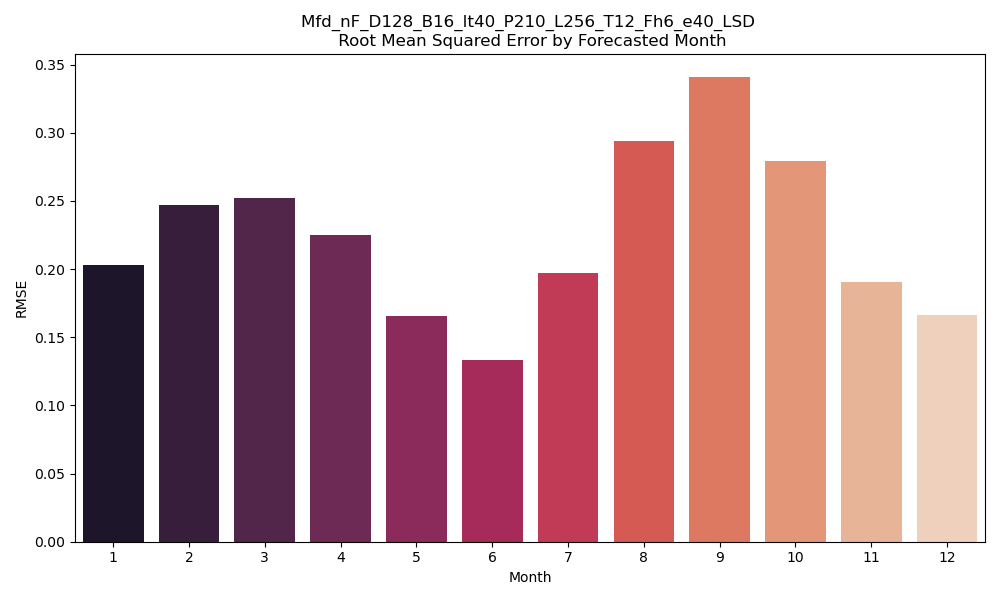 Mfd_nF_D128_B16_lt40_P210_L256_T12_Fh6_e40_LSD
Root Mean Squared Error by Forecasted Month
0.35
0.30
0.25
0.20
0.15
0.10
0.05
0.00
RMSE
1 2 3 4 5 6 7 8 9 10 11 12
Month